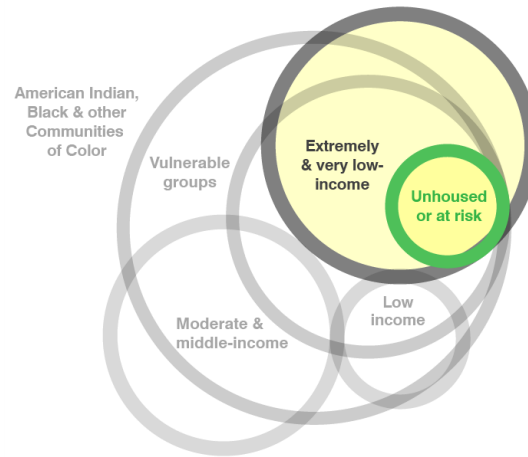 American Indian,
Black & other
Communities
of Color
Vulnerable
groups
Extremely
& very low-
income
Unhoused
or at risk
Moderate &
middle-income
Low
income